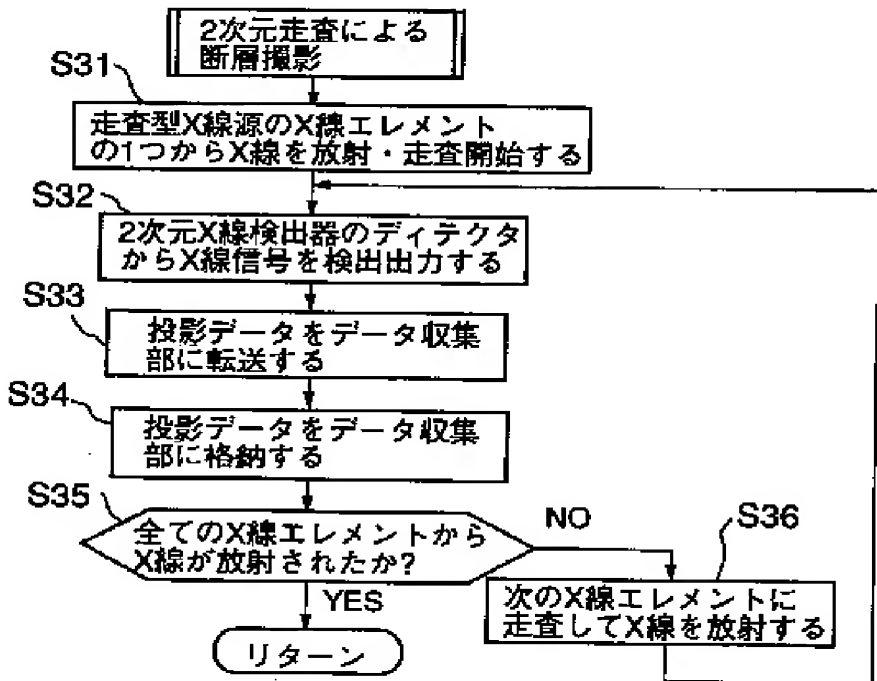 2次元走査による
断層撮影
S31
走査型X線源のX線エレメント
の1つからX線を放射・走査開始する
S32
2次元X線検出器のディテクタ
からX線信号を検出出力する
S33
投影データをデータ収集
部に転送する
S34
投影データをデータ収集
部に格納する
S35
全てのX線エレメントから
X線が放射されたか?
NO
S36
次のX線エレメントに
走査してX線を放射する
YES
リターン